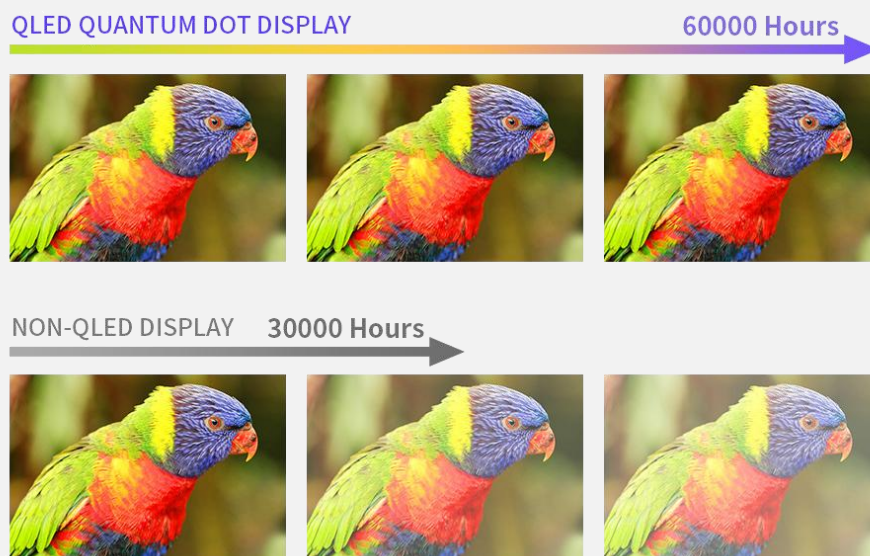 QLED QUANTUM DOT DISPLAY 60000 Hours
NON-QLED DISPLAY 30000 Hours